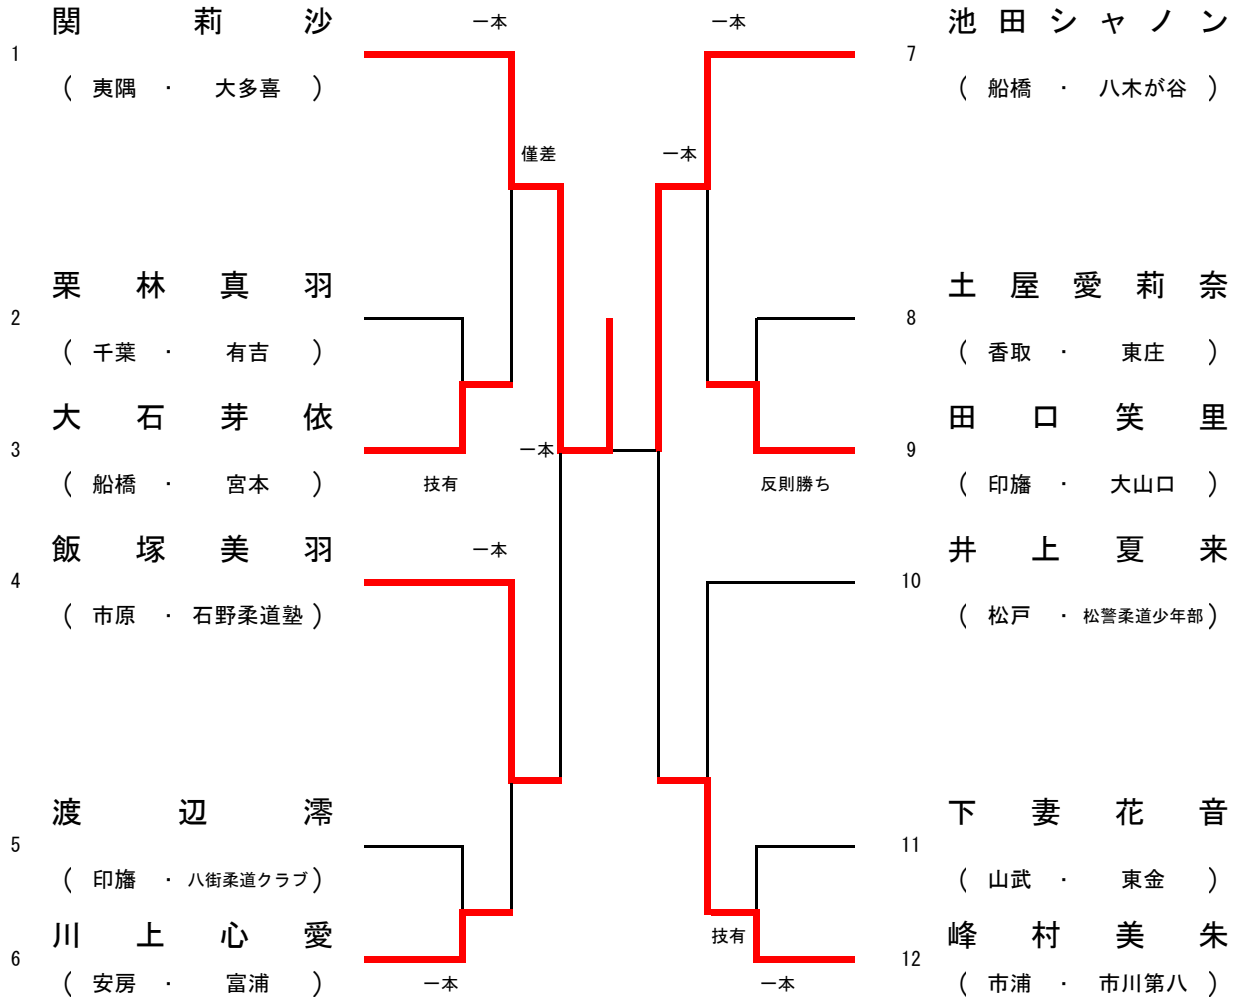 関莉沙
1
( 夷隅 ・ 大多喜 )
栗林真羽
2
( 千葉 ・ 有吉 )
大石芽依
3
( 船橋 ・ 宮本 )
飯塚美羽
4
( 市原 ・ 石野柔道塾 )
渡辺澪
5
( 印旛 ・ 八街柔道クラブ )
川上心愛
6
( 安房 ・ 富浦 )
一本
僅差
技有
一本
一本
一本
一本
一本
反則勝ち
技有
一本
池田シャノン
7
( 船橋 ・ 八木が谷 )
土屋愛莉奈
8
( 香取 ・ 東庄 )
田口笑里
9
( 印旛 ・ 大山口 )
井上夏来
10
( 松戸 ・ 松警柔道少年部 )
下妻花音
11
( 山武 ・ 東金 )
峰村美朱
12
( 市浦 ・ 市川第八 )